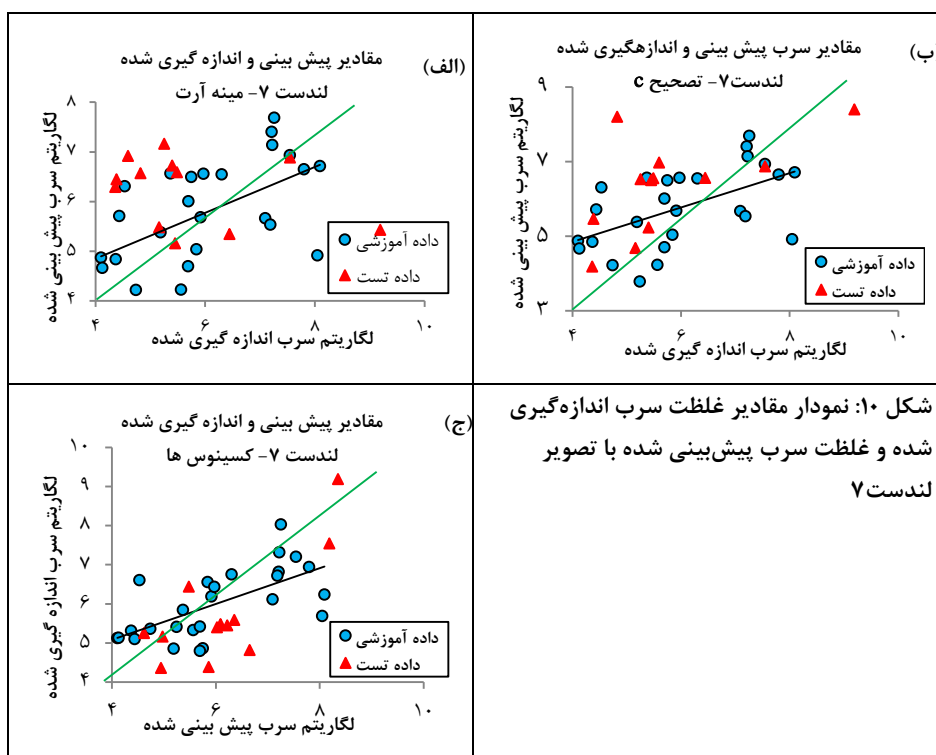 (الف)
مقادیر پیش بینی و اندازه گیری شده
لندست ۷- مینه آرت
لگاریتم سرب پیش بینی شده
۸
۷
۶
۵
۴
۴
۶
۸
۱۰
لگاریتم سرب اندازه گیری شده
داده آموزشی
داده تست
ب)
مقادیر سرب پیش بینی و اندازهگیری شده
لندست۷- تصحیح c
لگاریتم سرب پیش بینی شده
۹
۷
۵
۳
۴
۶
۸
۱۰
لگاریتم سرب اندازه گیری شده
داده آموزشی
داده تست
(ج)
مقادیر پیش بینی و اندازه گیری شده
لندست ۷- کسینوس ها
لگاریتم سرب اندازه گیری شده
۱۰
۹
۸
۷
۶
۵
۴
۴
۶
۸
۱۰
لگاریتم سرب پیش بینی شده
داده آموزشی
داده تست
شکل ۱۰: نمودار مقادیر غلظت سرب اندازه‌گیری
شده و غلظت سرب پیش‌بینی شده با تصویر
لندست۷